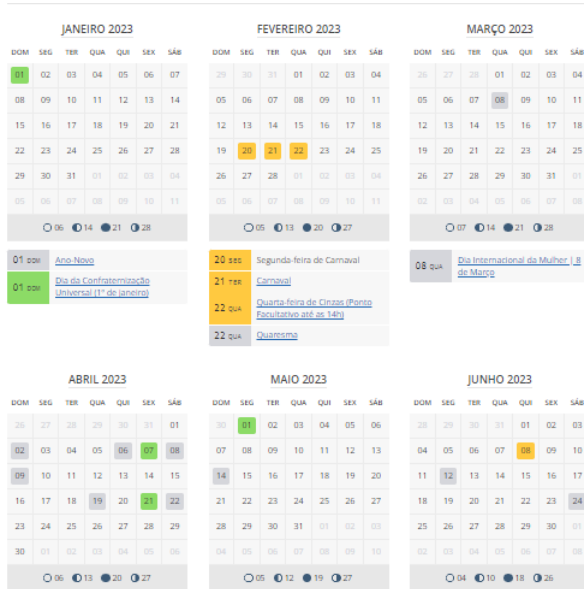 JANEIRO 2023
DOM SEG TER QUA QUI SEX SÁB
01 02 03 04 05 06 07
08 09 10 11 12 13 14
15 16 17 18 19 20 21
22 23 24 25 26 27 28
29 30 31 01 02 03 04
05 06 07 08 09 10 11
06 14 21 28
01 DOM Ano-Novo
01 DOM Dia da Confraternização
Universal (1º de janeiro)
FEVEREIRO 2023
DOM SEG TER QUA QUI SEX SÁB
29 30 31 01 02 03 04
05 06 07 08 09 10 11
12 13 14 15 16 17 18
19 20 21 22 23 24 25
26 27 28 01 02 03 04
05 06 07 08 09 10 11
05 13 20 27
20 SEG Segunda-feira de Carnaval
21 TER Carnaval
22 QUA Quarta-feira de Cinzas (Ponto
Facultativo até as 14h)
22 QUA Quaresma
MARÇO 2023
DOM SEG TER QUA QUI SEX SÁB
26 27 28 01 02 03 04
05 06 07 08 09 10 11
12 13 14 15 16 17 18
19 20 21 22 23 24 25
26 27 28 29 30 31 01
02 03 04 05 06 07 08
07 14 21 28
08 QUA Dia Internacional da Mulher | 8
de Março
ABRIL 2023
DOM SEG TER QUA QUI SEX SÁB
26 27 28 29 30 31 01
02 03 04 05 06 07 08
09 10 11 12 13 14 15
16 17 18 19 20 21 22
23 24 25 26 27 28 29
30 01 02 03 04 05 06
06 13 20 27
MAIO 2023
DOM SEG TER QUA QUI SEX SÁB
30 01 02 03 04 05 06
07 08 09 10 11 12 13
14 15 16 17 18 19 20
21 22 23 24 25 26 27
28 29 30 31 01 02 03
04 05 06 07 08 09 10
05 12 19 27
JUNHO 2023
DOM SEG TER QUA QUI SEX SÁB
28 29 30 31 01 02 03
04 05 06 07 08 09 10
11 12 13 14 15 16 17
18 19 20 21 22 23 24
25 26 27 28 29 30 01
02 03 04 05 06 07 08
04 10 18 26